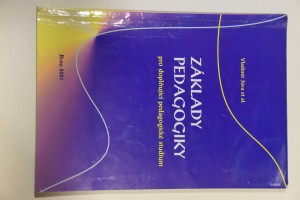 Vladimír Jůva et al.
ZÁKLADY
PEDAGOGIKY
pro doplňující pedagogické studium
Brno 2001